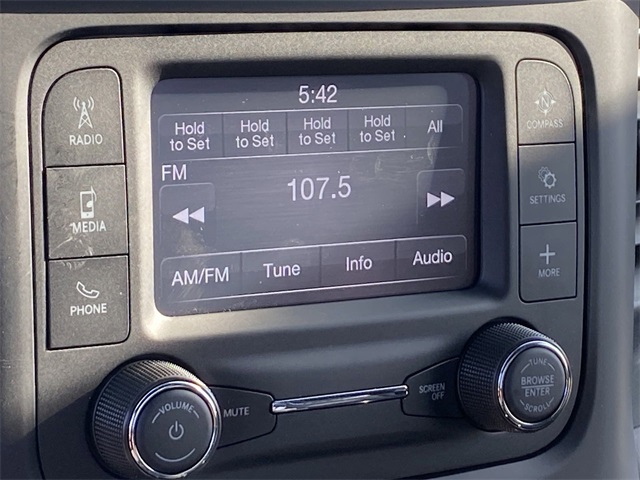 5:42
Hold to Set
Hold to Set
Hold to Set
Hold to Set
All
FM
107.5
AM/FM
Tune
Info
Audio
RADIO
MEDIA
PHONE
COMPASS
SETTINGS
MORE
VOLUME
MUTE
SCREEN OFF
TUNE
BROWSE
ENTER
SCROLL